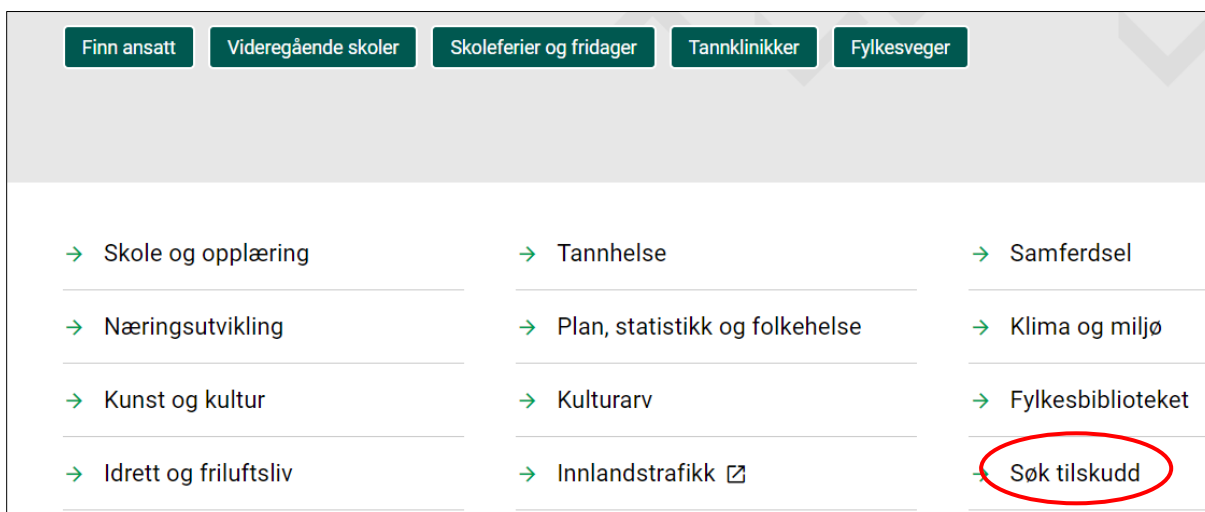 Finn ansatt Videregående skoler Skoleferier og fridager Tannklinikker Fylkesveger
Skole og opplæring Tannhelse Samferdsel
Næringsutvikling Plan, statistikk og folkehelse Klima og miljø
Kunst og kultur Kulturarv Fylkesbiblioteket
Idrett og friluftsliv Innlandstrafikk Søk tilskudd